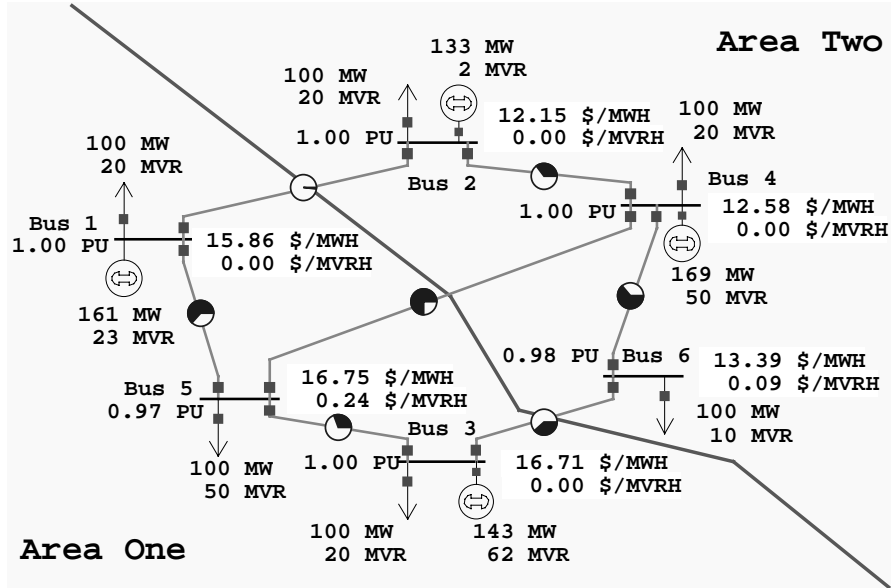 Area Two
133 MW
2 MVR
100 MW
20 MVR
12.15 $/MWH
0.00 $/MVRH
1.00 PU
Bus 2
100 MW
20 MVR
Bus 4
1.00 PU
12.58 $/MWH
0.00 $/MVRH
169 MW
50 MVR
100 MW
20 MVR
Bus 1
1.00 PU
15.86 $/MWH
0.00 $/MVRH
161 MW
23 MVR
0.98 PU
Bus 6
13.39 $/MWH
0.09 $/MVRH
100 MW
10 MVR
Bus 5
0.97 PU
16.75 $/MWH
0.24 $/MVRH
100 MW
50 MVR
Bus 3
1.00 PU
16.71 $/MWH
0.00 $/MVRH
100 MW
20 MVR
143 MW
62 MVR
Area One